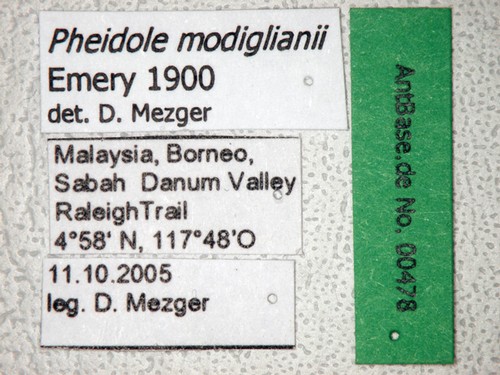 Pheidole modiglianii
Emery 1900
det. D. Mezger
Malaysia, Borneo,
Sabah Danum Valley
RaleighTrail
4°58' N, 117°48'O
11.10.2005
leg. D. Mezger
AntBase.de No. 00478